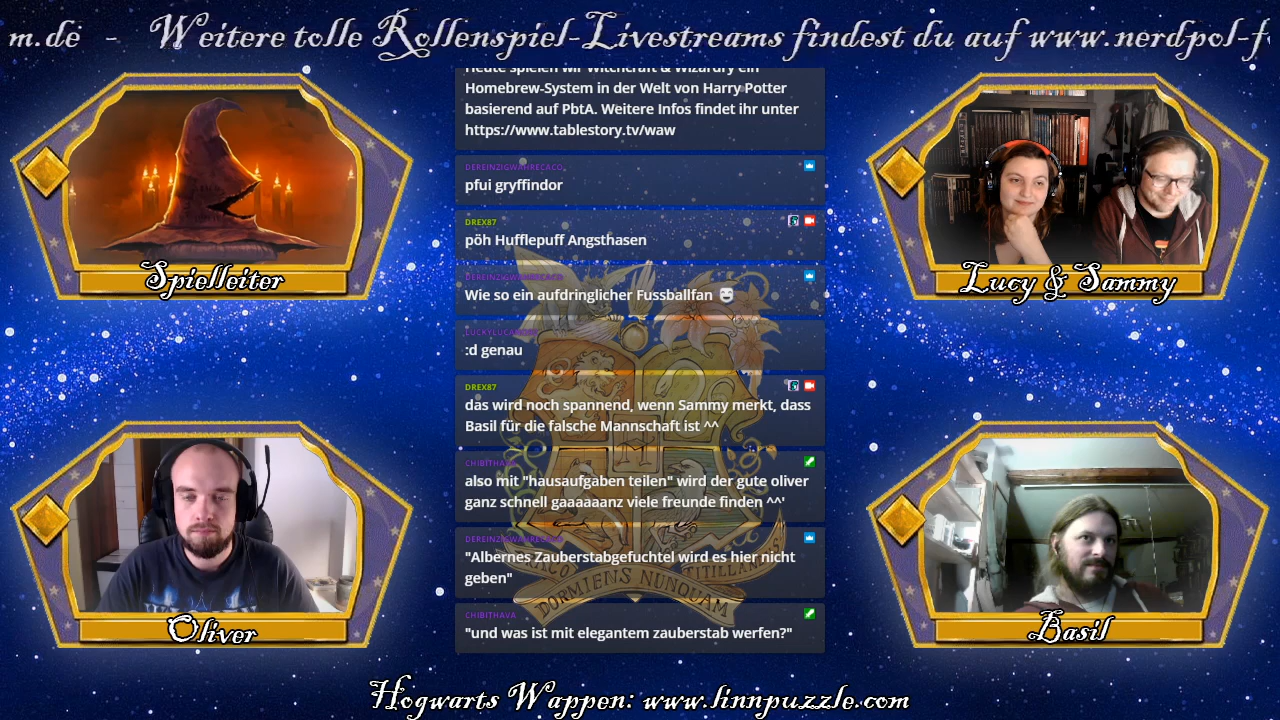 m.de - Weitere tolle Rollenspiel-Livestreams findest du auf www.nerdpol-f
Heute spielen wir Witchcraft & Wizardry ein
Homebrew-System in der Welt von Harry Potter
basierend auf PbtA. Weitere Infos findet ihr unter
https://www.tablestory.tv/waw
DEREINZIGWAHRECACO
pfui gryffindor
DREX87
pöh Hufflepuff Angsthasen
DEREINZIGWAHRECACO
Wie so ein aufdringlicher Fussballfan
:d genau
DREX87
das wird noch spannend, wenn Sammy merkt, dass
Basil für die falsche Mannschaft ist ^^
CHIBITHAVA
also mit "hausaufgaben teilen" wird der gute oliver
ganz schnell gaaaaaanz viele freunde finden ^^'
DEREINZIGWAHRECACO
"Albernes Zauberstabgefuchtel wird es hier nicht
geben"
CHIBITHAVA
"und was ist mit elegantem zauberstab werfen?"
DORMIENS NUNQUAM TITILLAN
Spielleiter
Lucy & Sammy
Oliver
Basil
Hogwarts Wappen: www.linnpuzzle.com